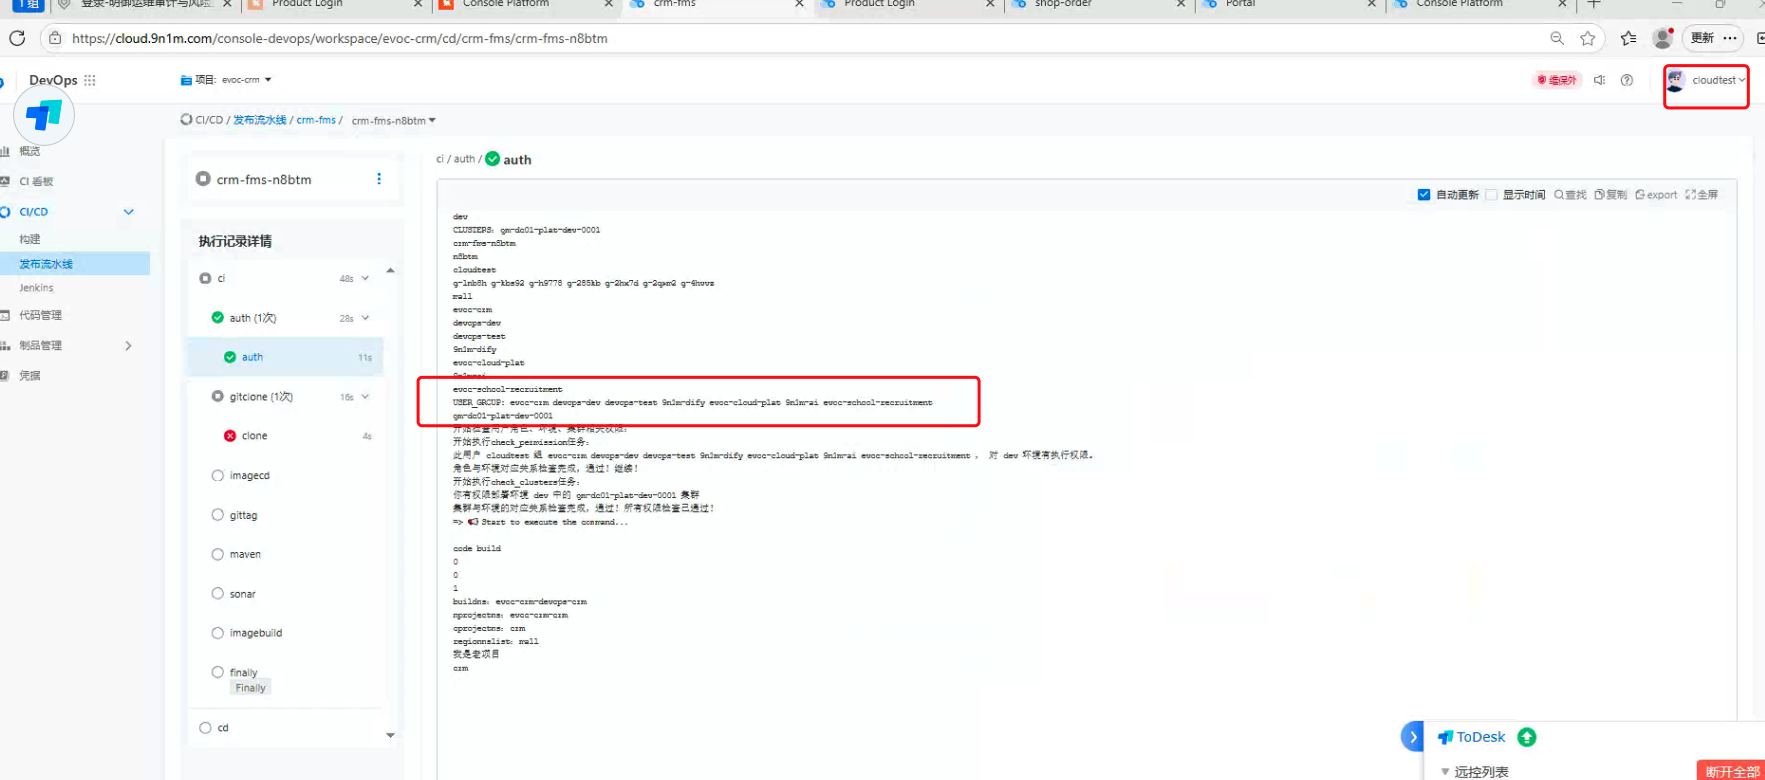 1组 登录-明御运维审计与风险 Product Login Console Platform crm-fms Product Login shop-order Portal Console Platform
https://cloud.9n1m.com/console-devops/workspace/evoc-crm/cd/crm-fms/crm-fms-n8btm 更新
DevOps 项目: evoc-crm 维保外 cloudtest
CI/CD / 发布流水线 / crm-fms / crm-fms-n8btm
概览
CI 看板
CI/CD
构建
发布流水线
Jenkins
代码管理
制品管理
凭据
crm-fms-n8btm
执行记录详情
ci 48s
auth (1次) 28s
auth 11s
gitclone (1次) 16s
clone 4s
imagecd
gittag
maven
sonar
imagebuild
finally
Finally
cd
ci / auth / auth
自动更新 显示时间 查找 复制 export 全屏
dev
CLUSTERS: gm-dc01-plat-dev-0001
crm-fms-n8btm
n8btm
cloudtest
g-lnb8h g-kbs92 g-h9778 g-285kb g-2hx7d g-2qwm2 g-4hvvz
mall
evoc-crm
devops-dev
devops-test
9n1m-dify
evoc-cloud-plat
9n1m-ai
evoc-school-recruitment
USER_GROUP: evoc-crm devops-dev devops-test 9n1m-dify evoc-cloud-plat 9n1m-ai evoc-school-recruitment
gm-dc01-plat-dev-0001
开始检查用户角色、环境、集群相关权限:
开始执行check_permission任务:
此用户 cloudtest 组 evoc-crm devops-dev devops-test 9n1m-dify evoc-cloud-plat 9n1m-ai evoc-school-recruitment ， 对 dev 环境有执行权限。
角色与环境对应关系检查完成，通过！继续！
开始执行check_clusters任务:
你有权限部署环境 dev 中的 gm-dc01-plat-dev-0001 集群
集群与环境的对应关系检查完成，通过！所有权限检查已通过！
=> Start to execute the command...
code build
0
0
1
buildns: evoc-crm-devops-crm
nprojectns: evoc-crm-crm
oprojectns: crm
regionnslist: mall
我是老项目
crm
ToDesk
远控列表
断开全部